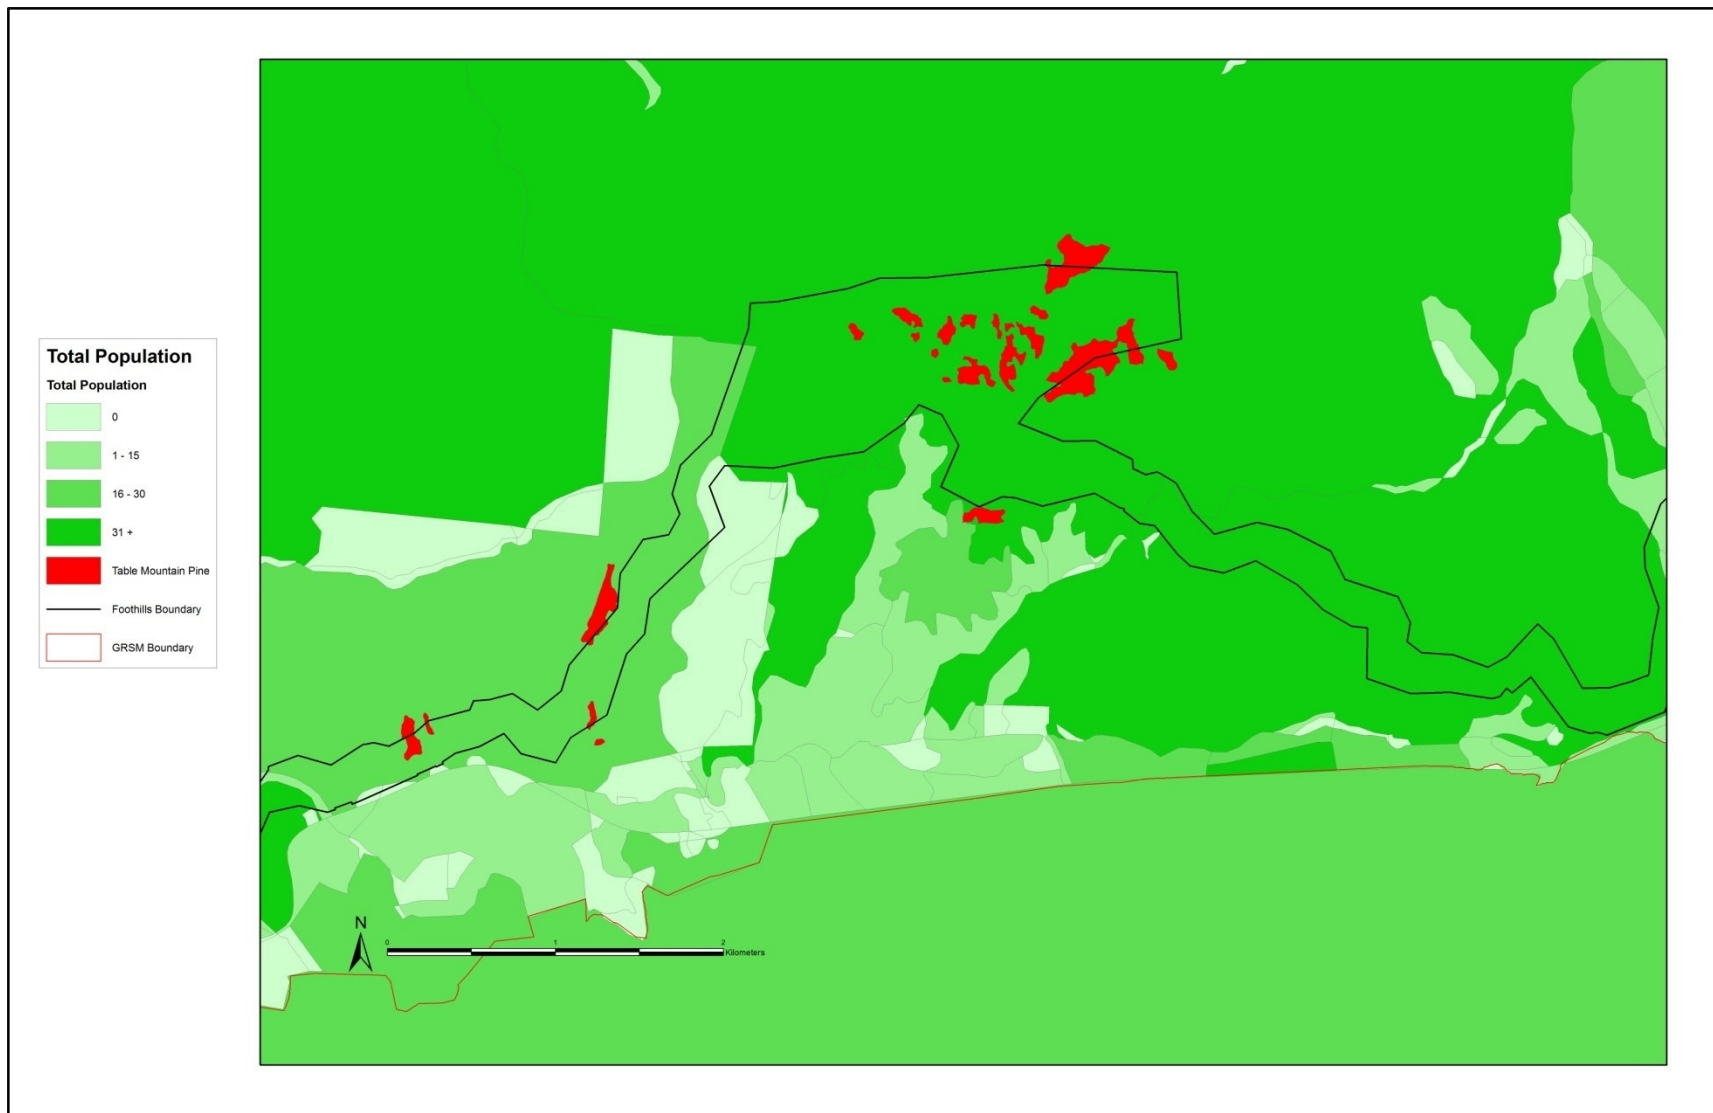 Total Population
Total Population
0
1 - 15
16 - 30
31 +
Table Mountain Pine
Foothills Boundary
GRSM Boundary
N
0 1 2
Kilometers